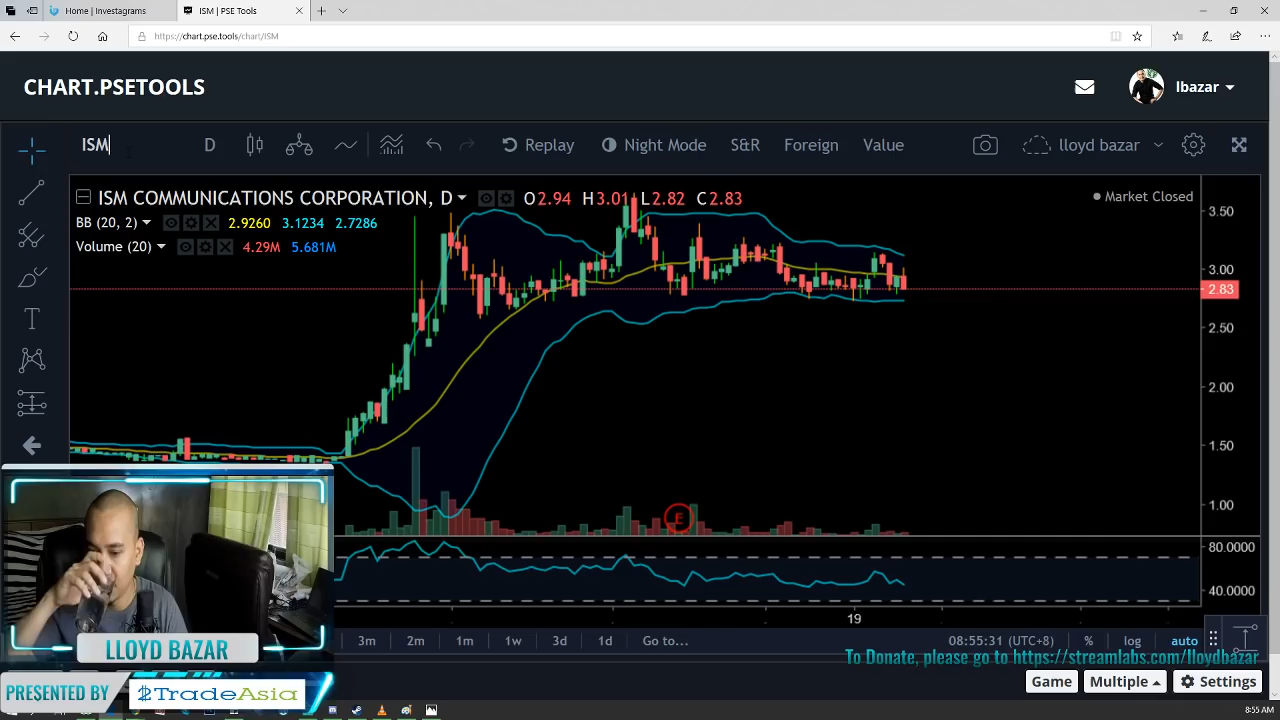 Home | Investagrams
ISM | PSE Tools
https://chart.pse.tools/chart/ISM
CHART.PSETOOLS
lbazar
ISM
D
Replay
Night Mode
S&R
Foreign
Value
lloyd bazar
ISM COMMUNICATIONS CORPORATION, D
O2.94 H3.01 L2.82 C2.83
Market Closed
BB (20, 2) 2.9260 3.1234 2.7286
Volume (20) 4.29M 5.681M
3.50
3.00
2.83
2.50
2.00
1.50
1.00
E
80.0000
40.0000
19
3m 2m 1m 1w 3d 1d Go to...
08:55:31 (UTC+8) % log auto
To Donate, please go to https://streamlabs.com/lloydbazar
LLOYD BAZAR
PRESENTED BY TradeAsia
Game Multiple Settings
8:55 AM